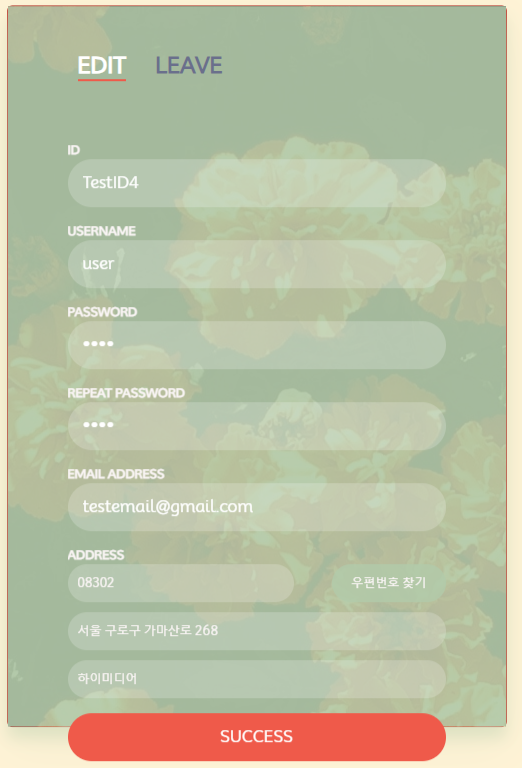 EDIT LEAVE
ID
TestID4
USERNAME
user
PASSWORD
••••
REPEAT PASSWORD
••••
EMAIL ADDRESS
testemail@gmail.com
ADDRESS
08302 우편번호 찾기
서울 구로구 가마산로 268
하이미디어
SUCCESS